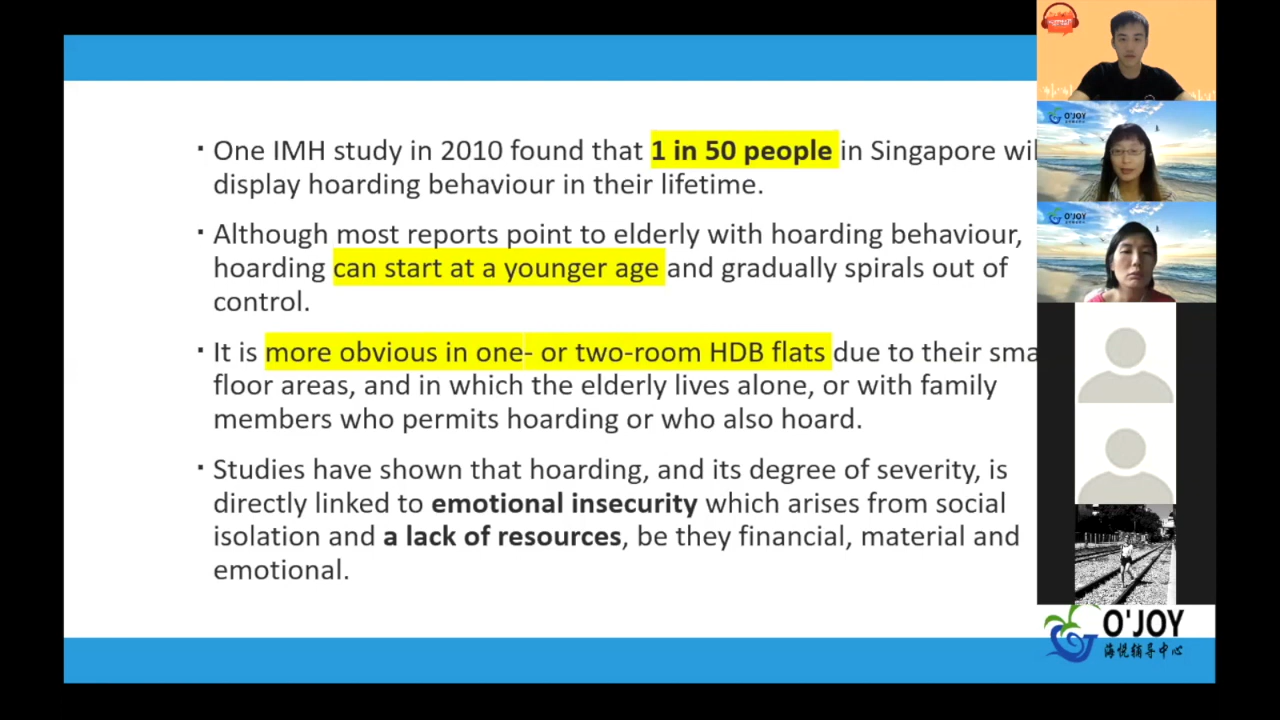 ▪ One IMH study in 2010 found that 1 in 50 people in Singapore wil
display hoarding behaviour in their lifetime.
▪ Although most reports point to elderly with hoarding behaviour,
hoarding can start at a younger age and gradually spirals out of
control.
▪ It is more obvious in one- or two-room HDB flats due to their sma
floor areas, and in which the elderly lives alone, or with family
members who permits hoarding or who also hoard.
▪ Studies have shown that hoarding, and its degree of severity, is
directly linked to emotional insecurity which arises from social
isolation and a lack of resources, be they financial, material and
emotional.
O'JOY
O'JOY
O'JOY
海悦辅导中心